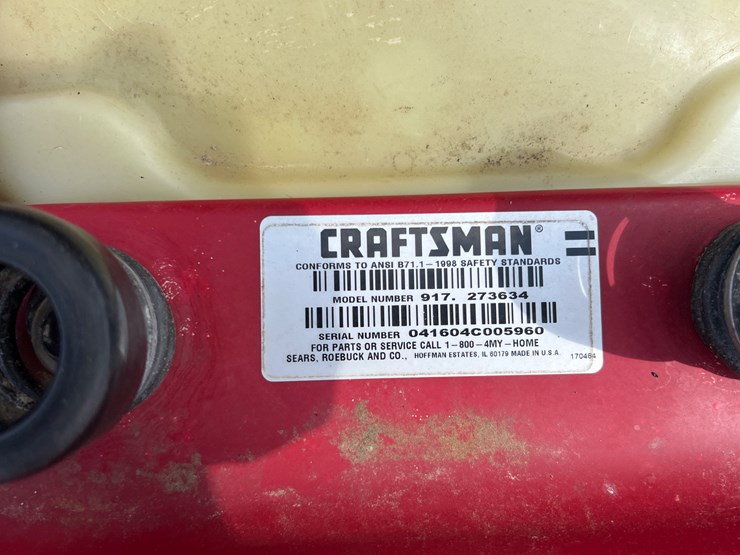 CRAFTSMAN®
CONFORMS TO ANSI B71.1–1998 SAFETY STANDARDS
MODEL NUMBER 917. 273634
SERIAL NUMBER 041604C005960
FOR PARTS OR SERVICE CALL 1–800–4MY–HOME
SEARS, ROEBUCK AND CO., HOFFMAN ESTATES, IL 60179 MADE IN U.S.A. 170464